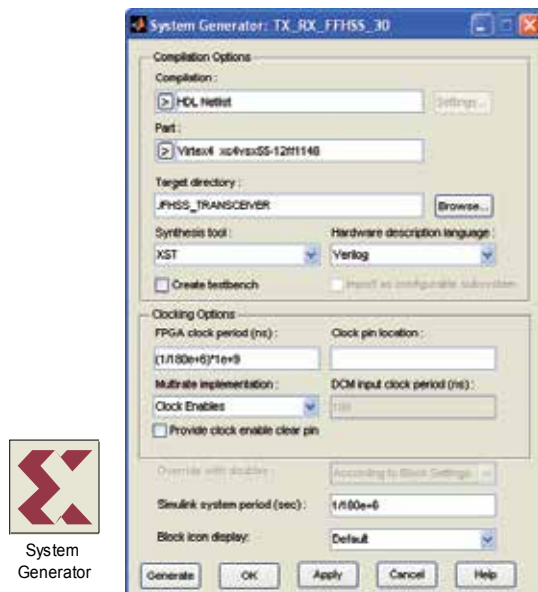 System Generator: TX_RX_FFHSS_30
Compilation Options
Compilation :
HDL Netlist
Settings...
Part :
Virtex4 xc4vsx55-12ff1148
Target directory :
./FHSS_TRANSCEIVER
Browse...
Synthesis tool :
Hardware description language :
XST
Verilog
Create testbench
Import as configurable subsystem
Clocking Options
FPGA clock period (ns) :
Clock pin location :
(1/180e+6)*1e+9
Multirate implementation :
DCM input clock period (ns) :
Clock Enables
100
Provide clock enable clear pin
Override with doubles :
According to Block Settings
Simulink system period (sec) :
1/180e+6
Block icon display:
Default
Generate
OK
Apply
Cancel
Help
System
Generator